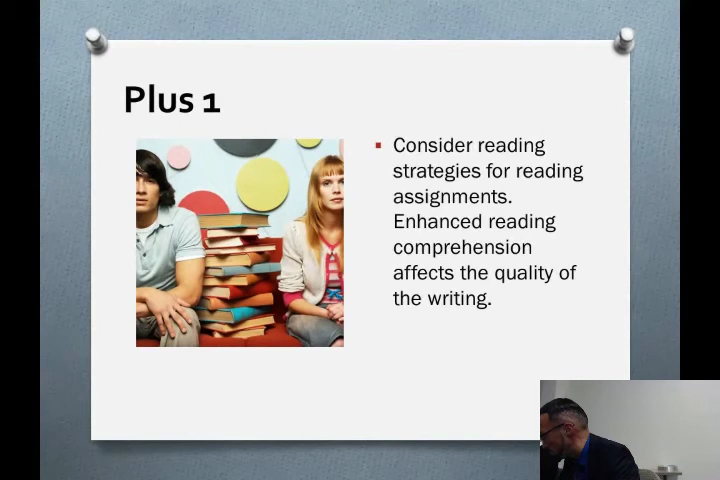 Plus 1
Consider reading
strategies for reading
assignments.
Enhanced reading
comprehension
affects the quality of
the writing.